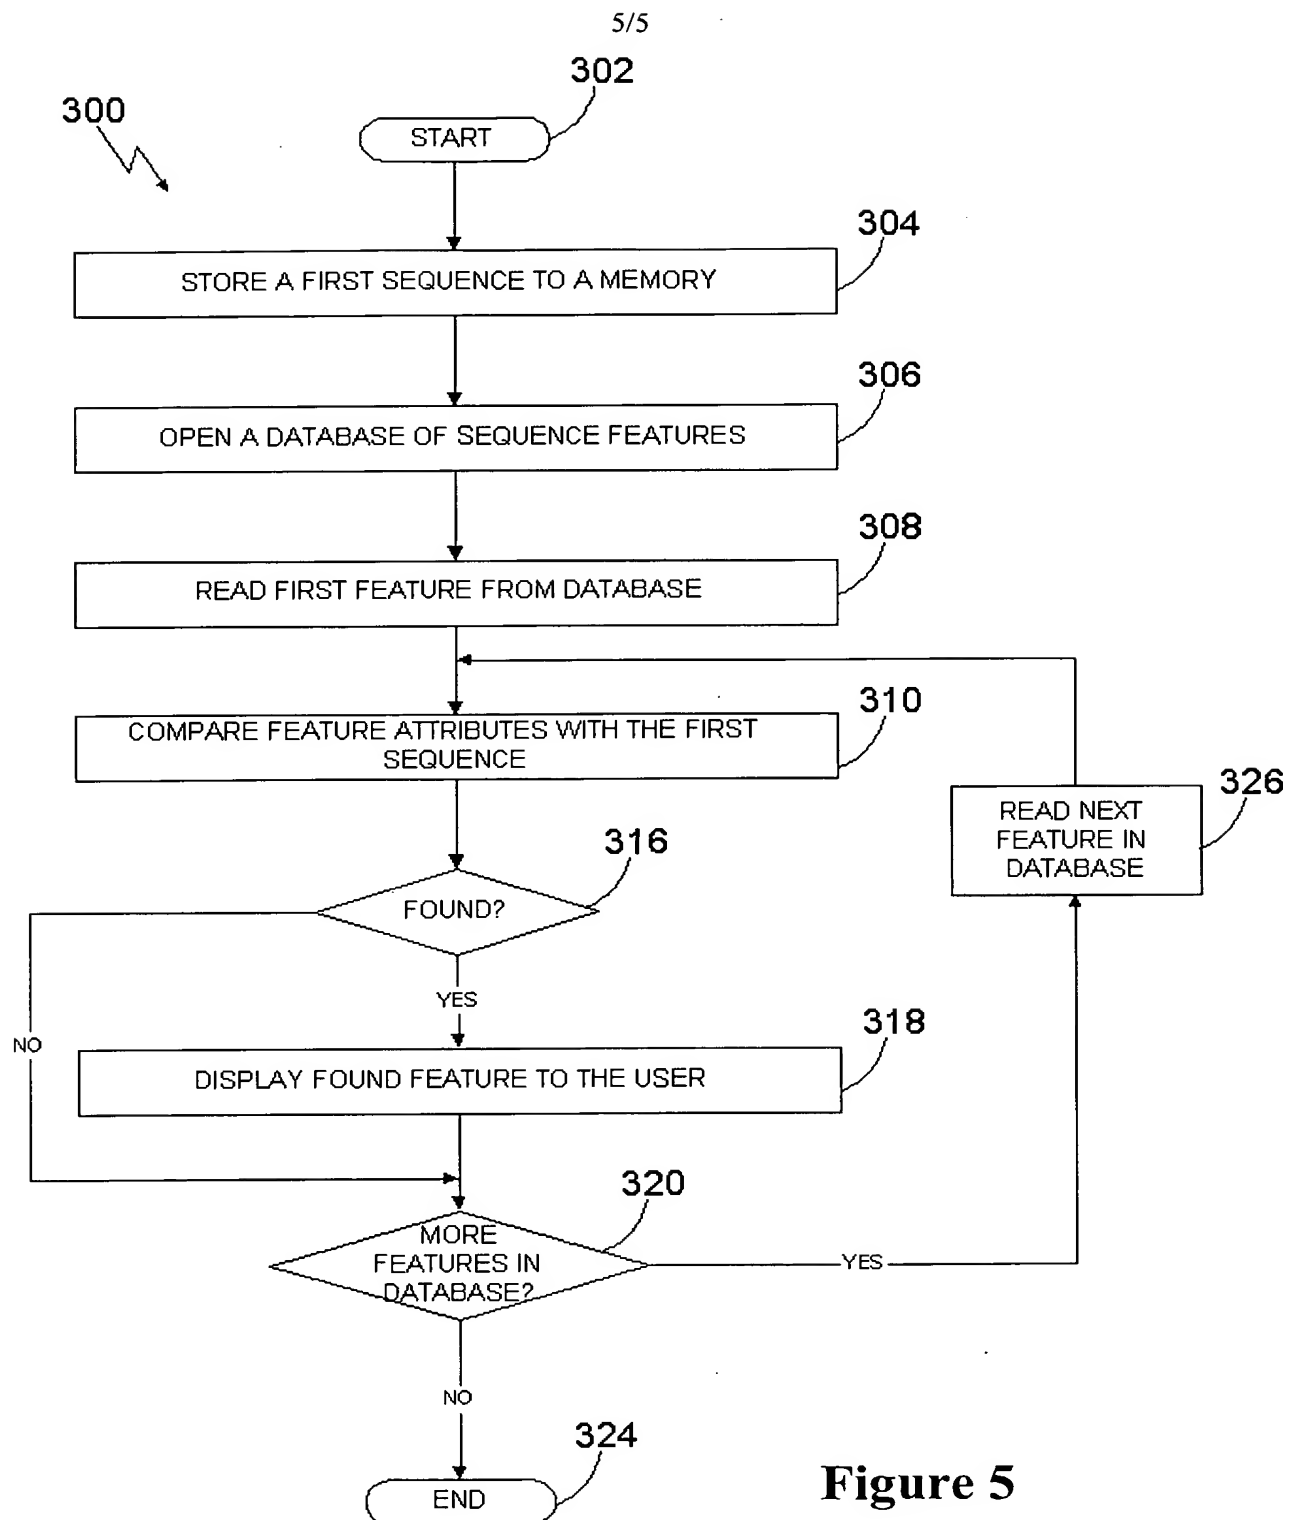 5/5
302
300
START
304
STORE A FIRST SEQUENCE TO A MEMORY
306
OPEN A DATABASE OF SEQUENCE FEATURES
308
READ FIRST FEATURE FROM DATABASE
310
COMPARE FEATURE ATTRIBUTES WITH THE FIRST
SEQUENCE
326
READ NEXT
FEATURE IN
DATABASE
316
FOUND?
YES
NO
318
DISPLAY FOUND FEATURE TO THE USER
320
MORE
FEATURES IN
DATABASE?
YES
NO
324
END
Figure 5